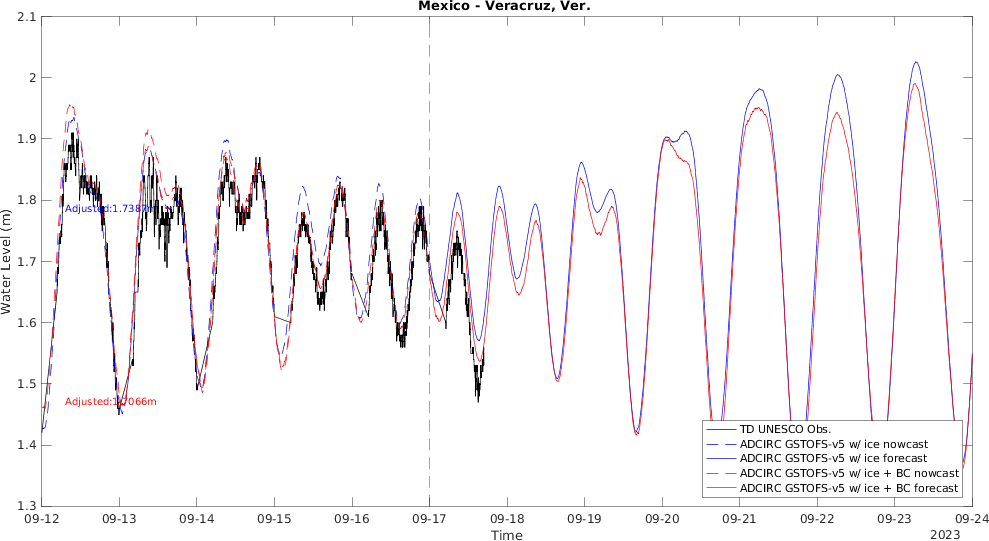 Mexico - Veracruz, Ver.
2.1
2
1.9
1.8
1.7
1.6
1.5
1.4
1.3
Water Level (m)
Adjusted:1.7387m
Adjusted:1.7066m
TD UNESCO Obs.
ADCIRC GSTOFS-v5 w/ ice nowcast
ADCIRC GSTOFS-v5 w/ ice forecast
ADCIRC GSTOFS-v5 w/ ice + BC nowcast
ADCIRC GSTOFS-v5 w/ ice + BC forecast
09-12 09-13 09-14 09-15 09-16 09-17 09-18 09-19 09-20 09-21 09-22 09-23 09-24
Time
2023